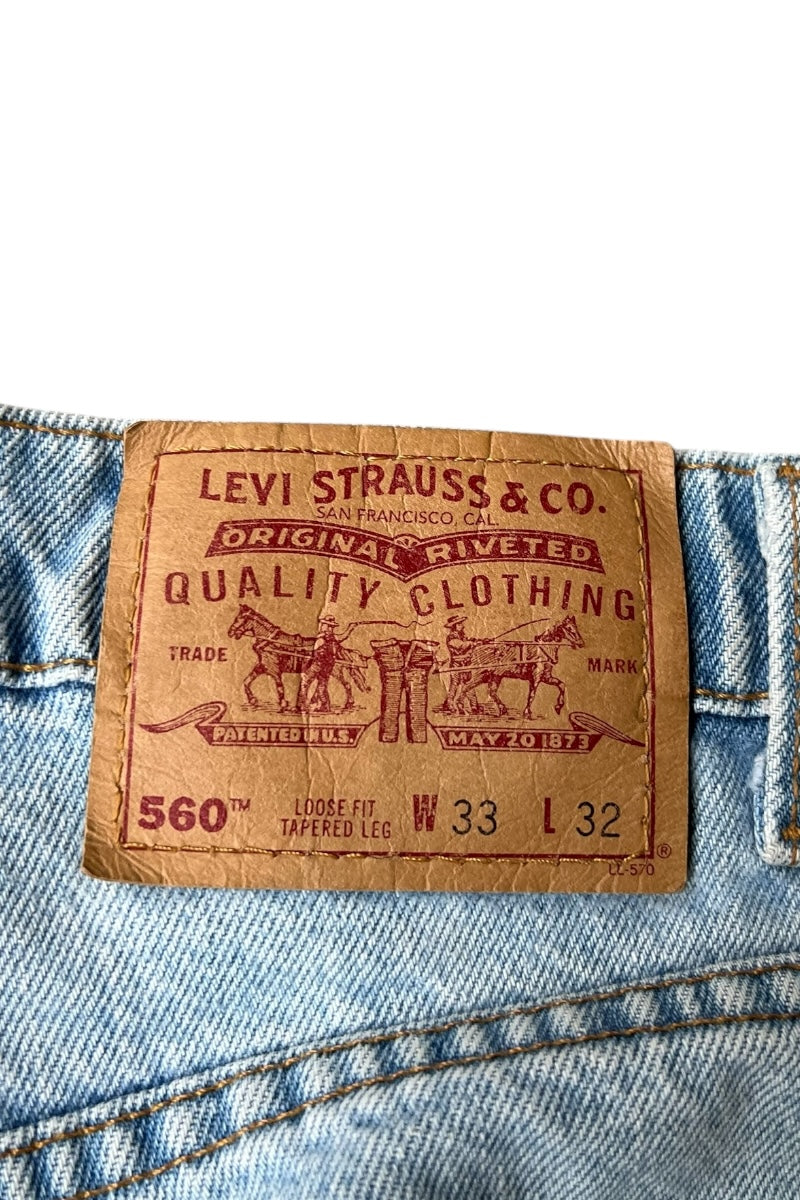 LEVI STRAUSS & CO.
SAN FRANCISCO, CAL.
ORIGINAL RIVETED
QUALITY CLOTHING
TRADE MARK
PATENTED IN U.S. MAY 20 1873
560™ LOOSE FIT TAPERED LEG W 33 L 32
®
LL-570